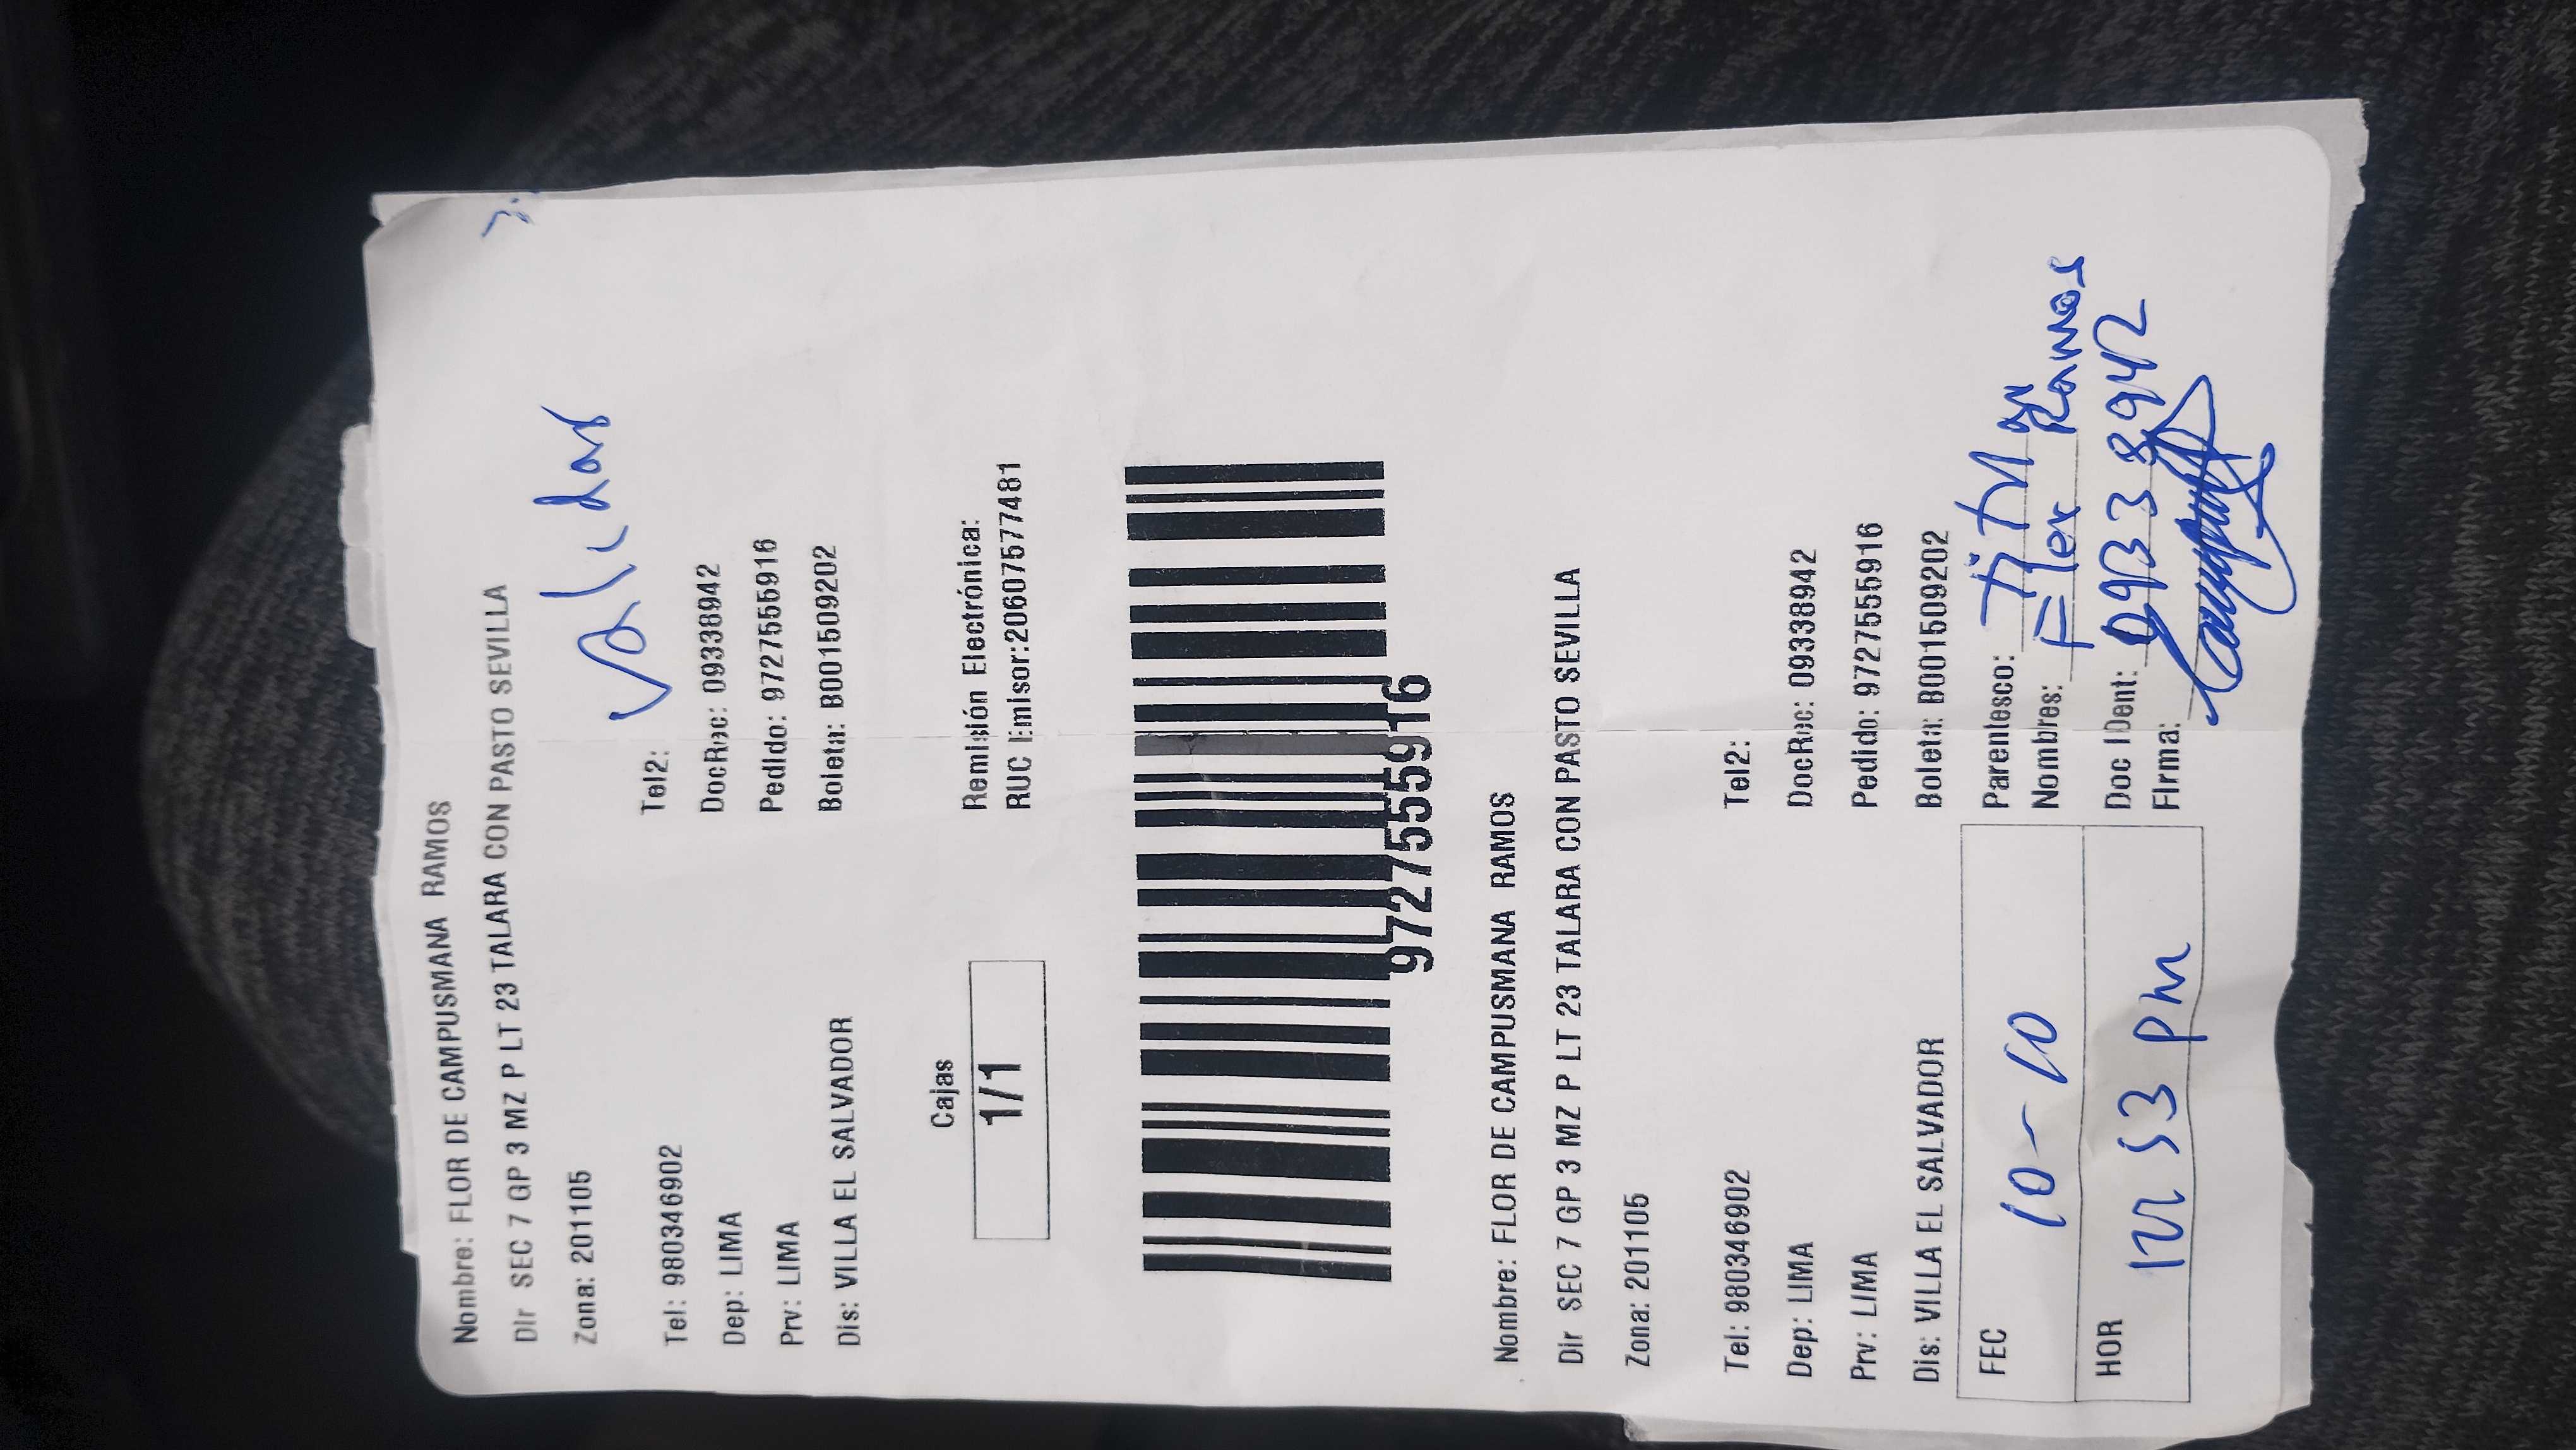 Nombre: FLOR DE CAMPUSMANA RAMOS
Dir SEC 7 GP 3 MZ P LT 23 TALARA CON PASTO SEVILLA
Zona: 201105
Validar
Tel: 980346902 Tel2:
Dep: LIMA DocRec: 09338942
Prv: LIMA Pedido: 9727555916
Dis: VILLA EL SALVADOR Boleta: B001509202
Cajas
1/1
Remisión Electrónica:
RUC Emisor:20607577481
9727555916
Nombre: FLOR DE CAMPUSMANA RAMOS
Dir SEC 7 GP 3 MZ P LT 23 TALARA CON PASTO SEVILLA
Zona: 201105
Tel: 980346902 Tel2:
Dep: LIMA DocRec: 09338942
Prv: LIMA Pedido: 9727555916
Dis: VILLA EL SALVADOR Boleta: B001509202
FEC 10-10 Parentesco:
Nombres: Flor Ramos
HOR 12 53 pm Doc IDent: 09338942
Firma: